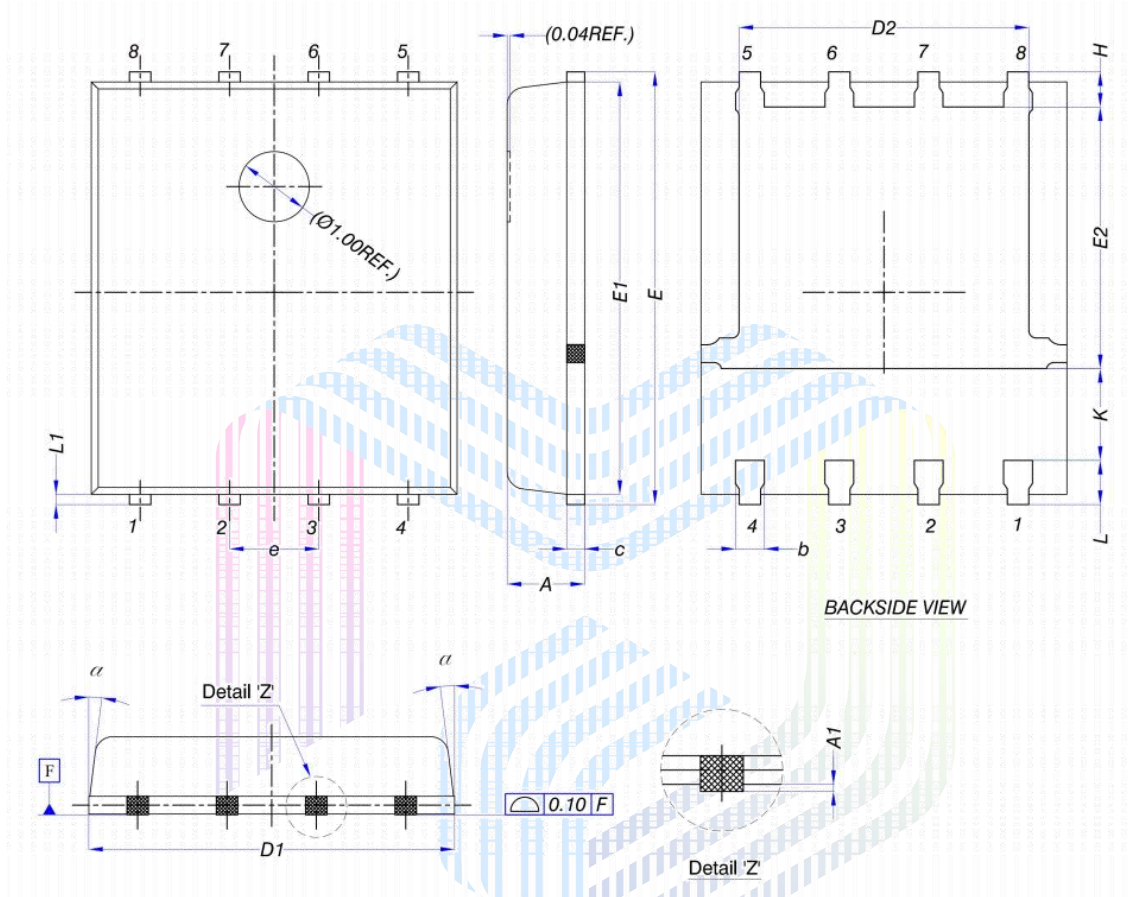 8 7 6 5
(Ø1.00REF.)
L1
1 2 3 4
e
(0.04REF.)
E1
E
c
A
D2
5 6 7 8
H
E2
K
L
4 3 2 1
b
BACKSIDE VIEW
α α
Detail 'Z'
F
0.10 F
D1
A1
Detail 'Z'